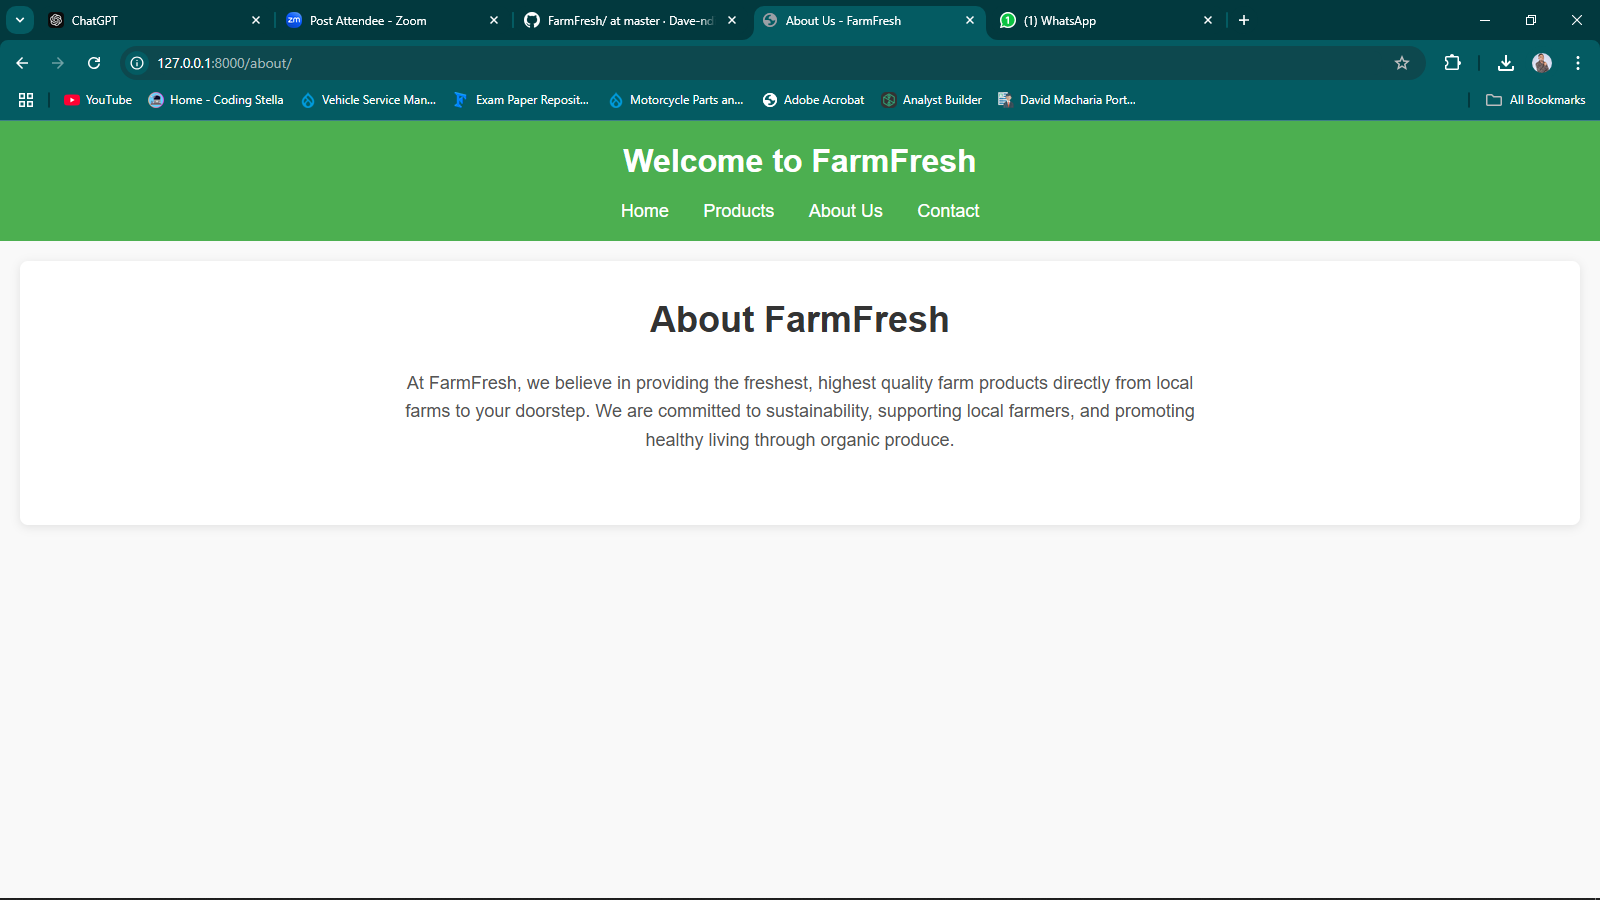 ChatGPT
zm Post Attendee - Zoom
FarmFresh/ at master · Dave-nd
About Us - FarmFresh
1 (1) WhatsApp
127.0.0.1:8000/about/
YouTube
Home - Coding Stella
Vehicle Service Man...
Exam Paper Reposit...
Motorcycle Parts an...
Adobe Acrobat
Analyst Builder
David Macharia Port...
All Bookmarks
Welcome to FarmFresh
Home Products About Us Contact
About FarmFresh
At FarmFresh, we believe in providing the freshest, highest quality farm products directly from local
farms to your doorstep. We are committed to sustainability, supporting local farmers, and promoting
healthy living through organic produce.